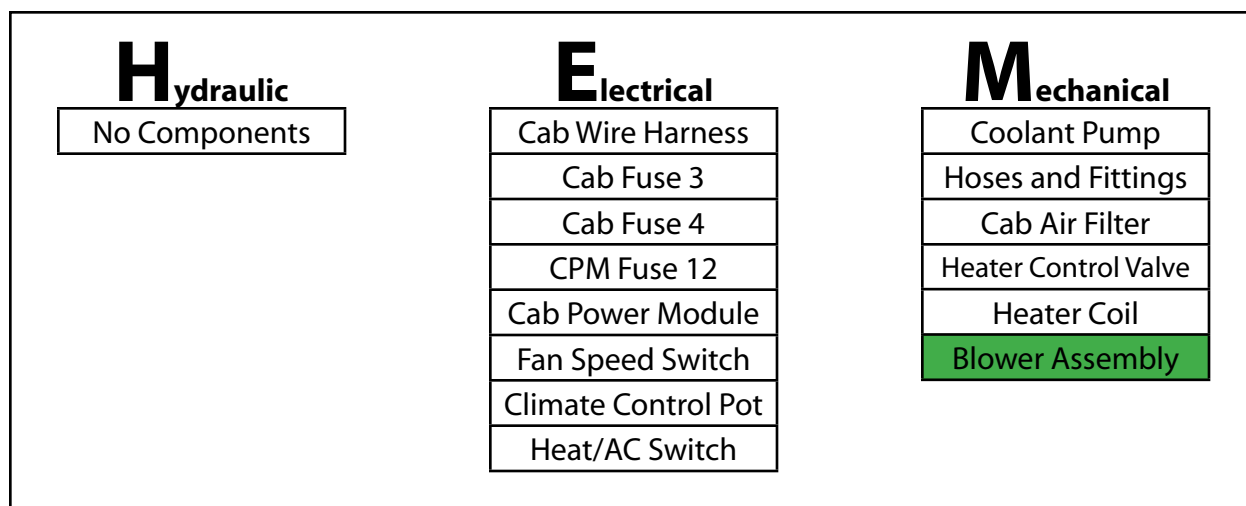 Hydraulic
No Components
Electrical
Cab Wire Harness
Cab Fuse 3
Cab Fuse 4
CPM Fuse 12
Cab Power Module
Fan Speed Switch
Climate Control Pot
Heat/AC Switch
Mechanical
Coolant Pump
Hoses and Fittings
Cab Air Filter
Heater Control Valve
Heater Coil
Blower Assembly